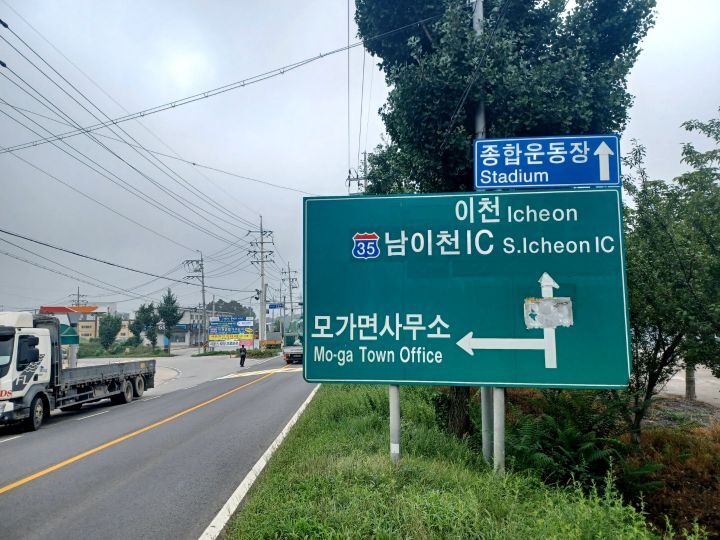 종합운동장
Stadium
이천 Icheon
35 남이천IC S.Icheon IC
모가면사무소
Mo-ga Town Office